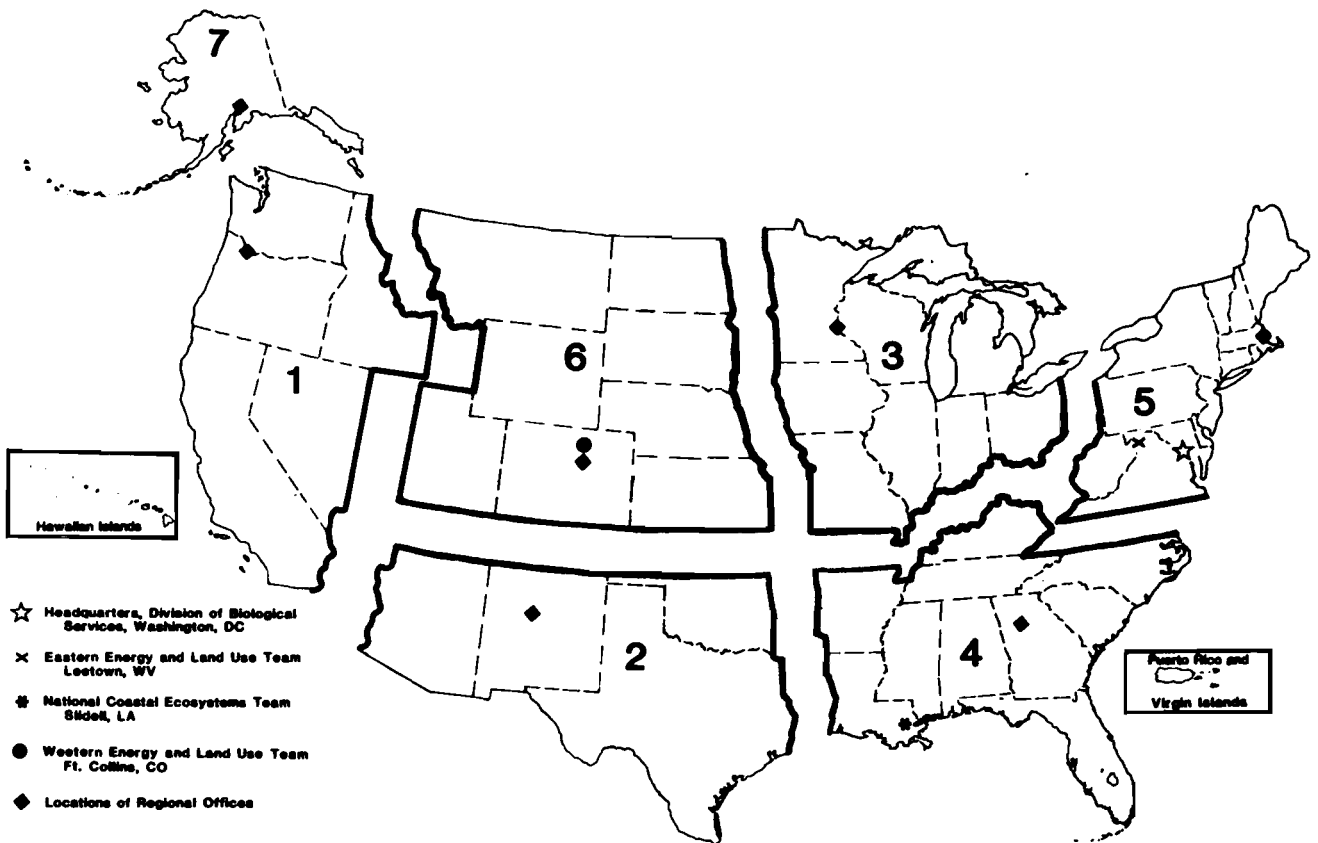 7
6
3
1
5
Hawaiian Islands
2
4
Puerto Rico and
Virgin Islands
Headquarters, Division of Biological
Services, Washington, DC
Eastern Energy and Land Use Team
Leetown, WV
National Coastal Ecosystems Team
Slidell, LA
Western Energy and Land Use Team
Ft. Collins, CO
Locations of Regional Offices